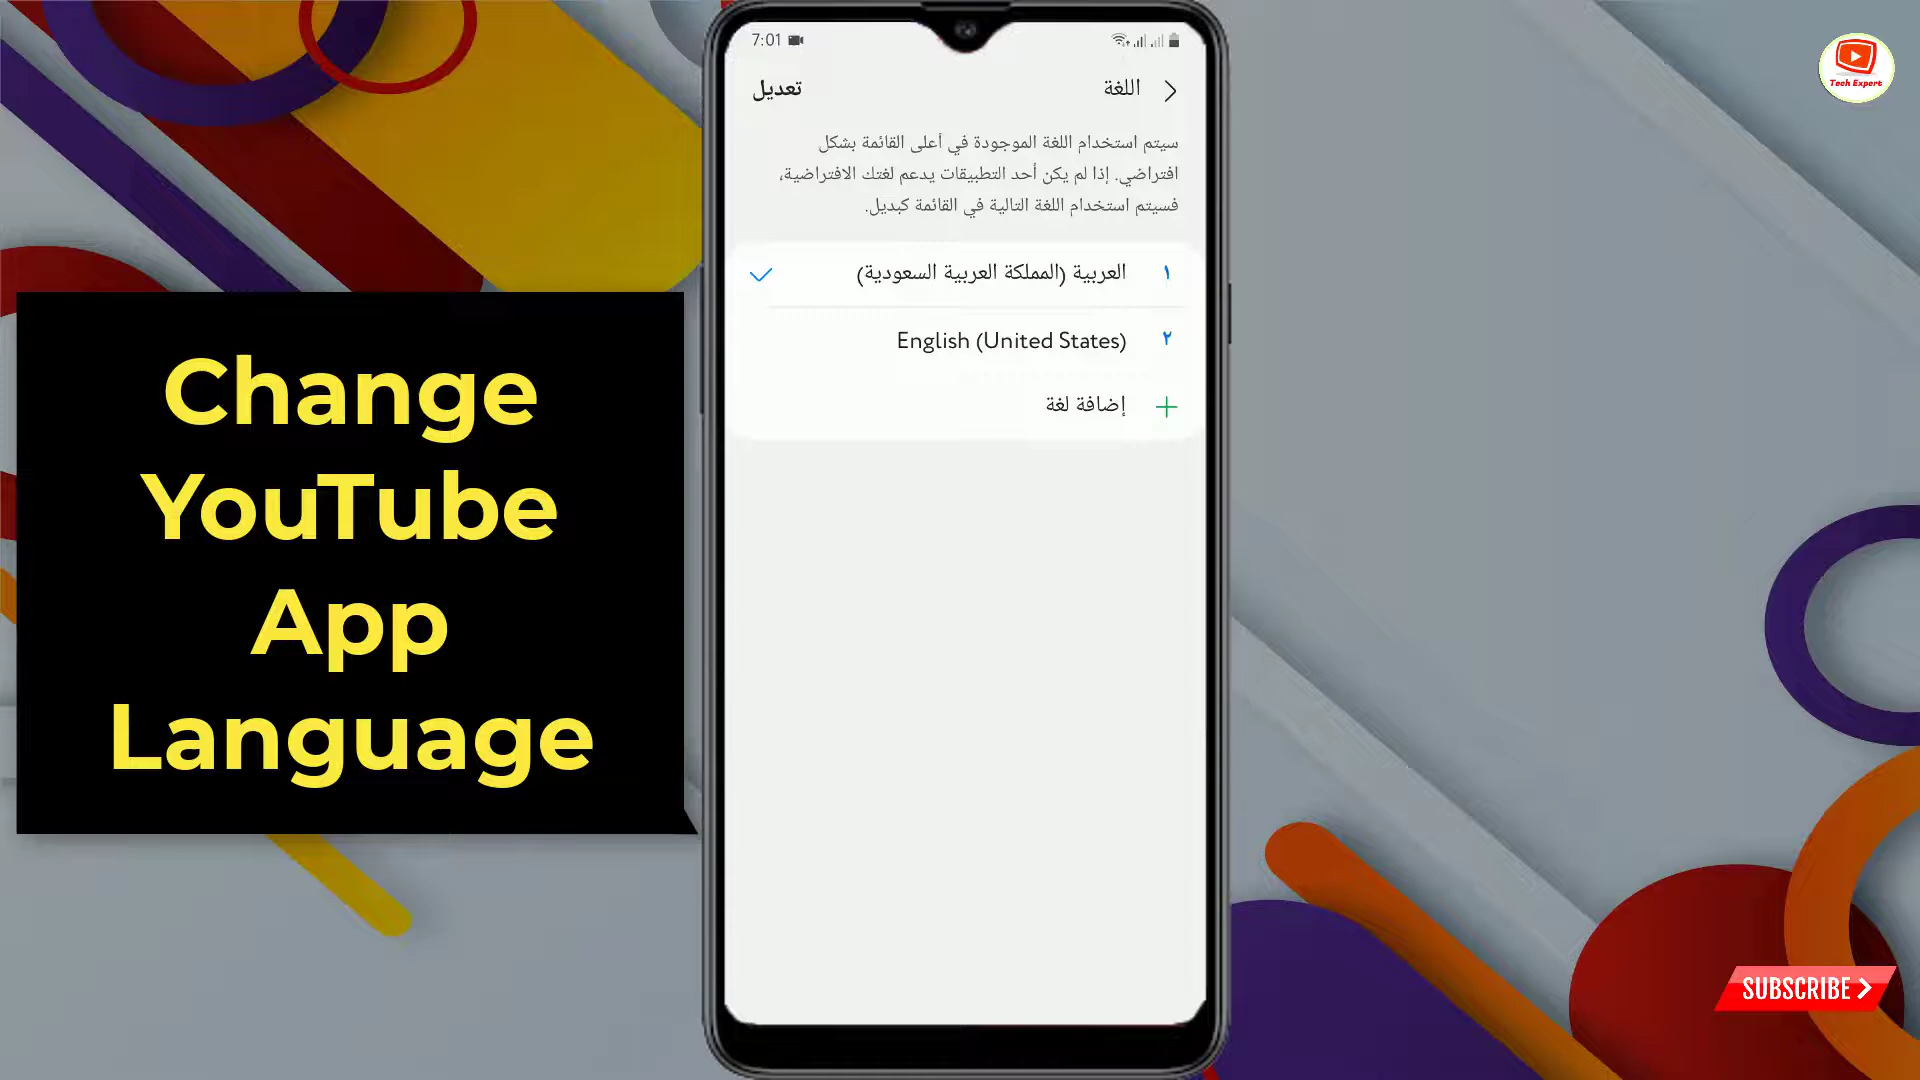 Change
YouTube
App
Language
7:01
اللغة
تعديل
سيتم استخدام اللغة الموجودة في أعلى القائمة بشكل
افتراضي. إذا لم يكن أحد التطبيقات يدعم لغتك الافتراضية،
فسيتم استخدام اللغة التالية في القائمة كبديل.
١ العربية (المملكة العربية السعودية)
٢ English (United States)
إضافة لغة
Tech Expert
SUBSCRIBE